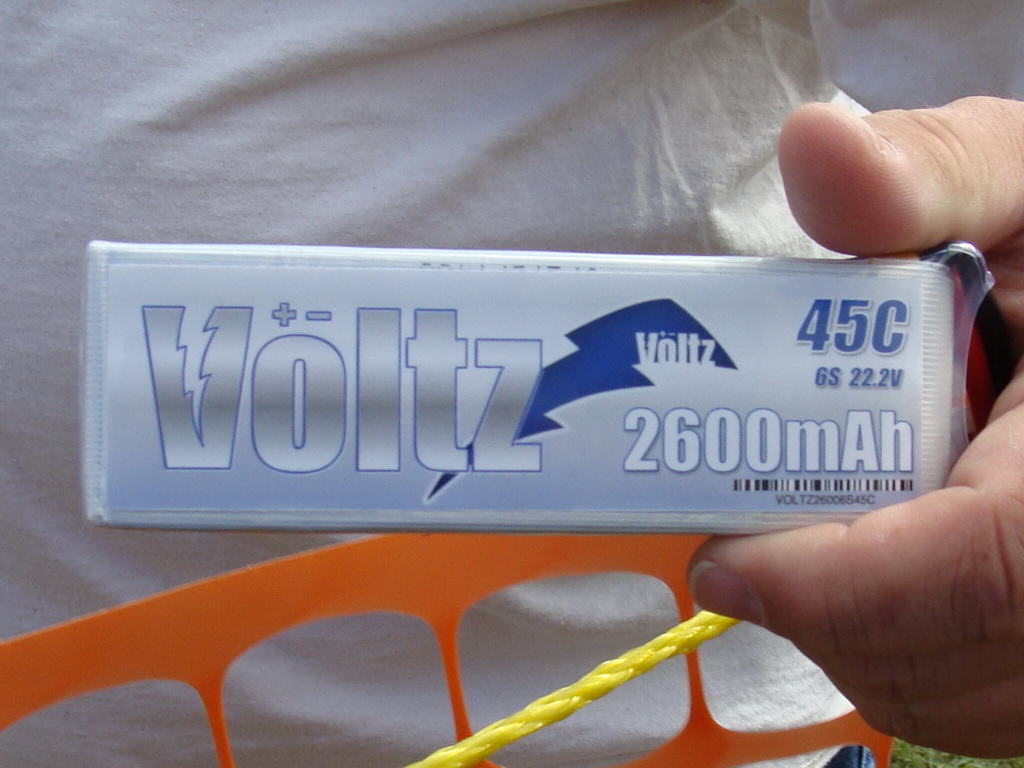 Völtz
Völtz
45C
6S 22.2V
2600mAh
VOLTZ26006S45C